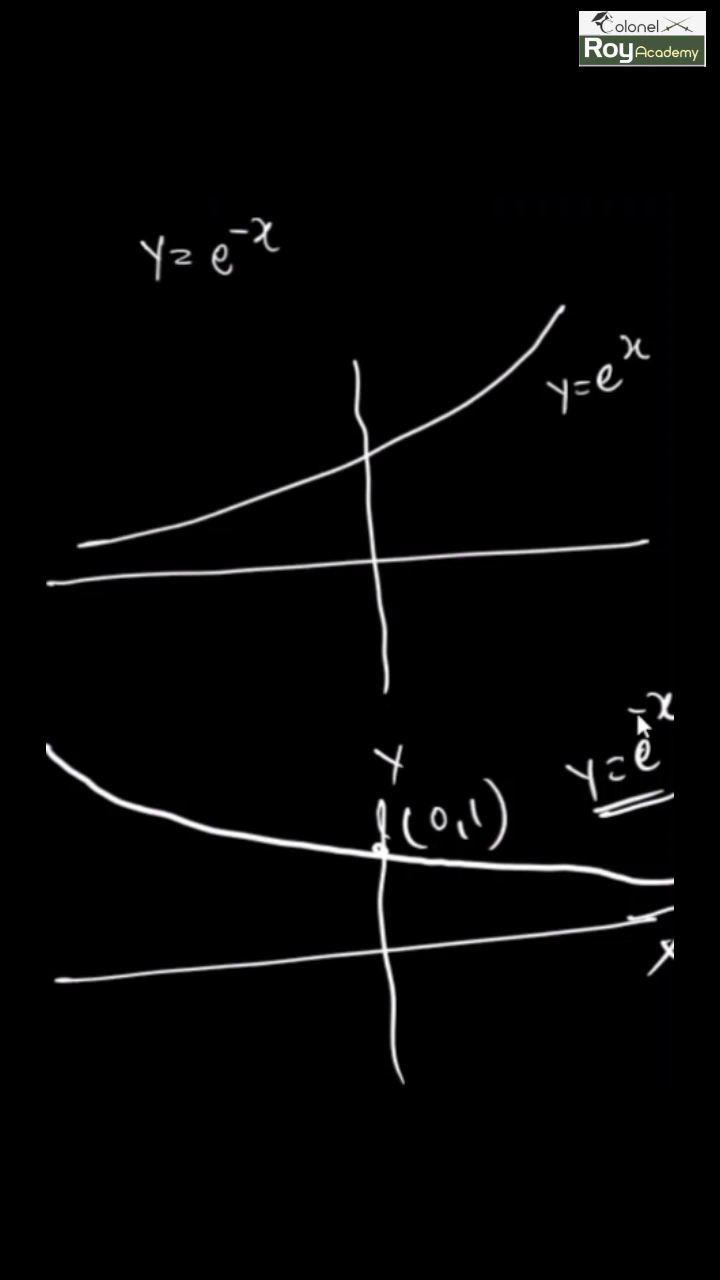 Colonel
Roy Academy
y = e^-x
y = e^x
y = e^-x
Y
(0,1)
X